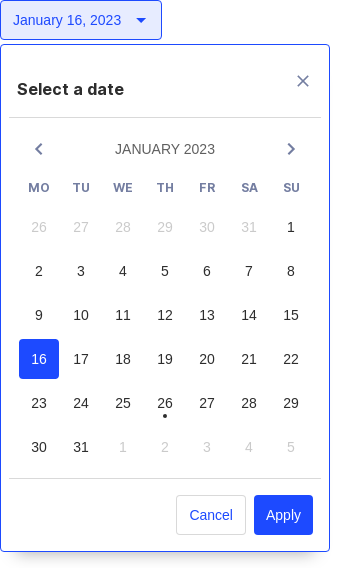 January 16, 2023
Select a date
JANUARY 2023
MO TU WE TH FR SA SU
26 27 28 29 30 31 1
2 3 4 5 6 7 8
9 10 11 12 13 14 15
16 17 18 19 20 21 22
23 24 25 26 27 28 29
30 31 1 2 3 4 5
Cancel Apply